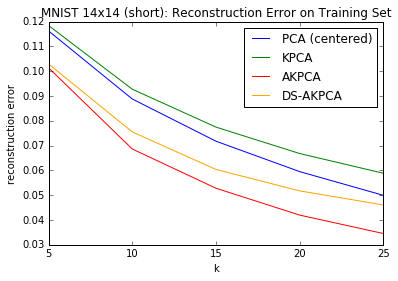 MNIST 14x14 (short): Reconstruction Error on Training Set
0.12
0.11
0.10
0.09
0.08
0.07
0.06
0.05
0.04
0.03
reconstruction error
PCA (centered)
KPCA
AKPCA
DS-AKPCA
5
10
15
20
25
k